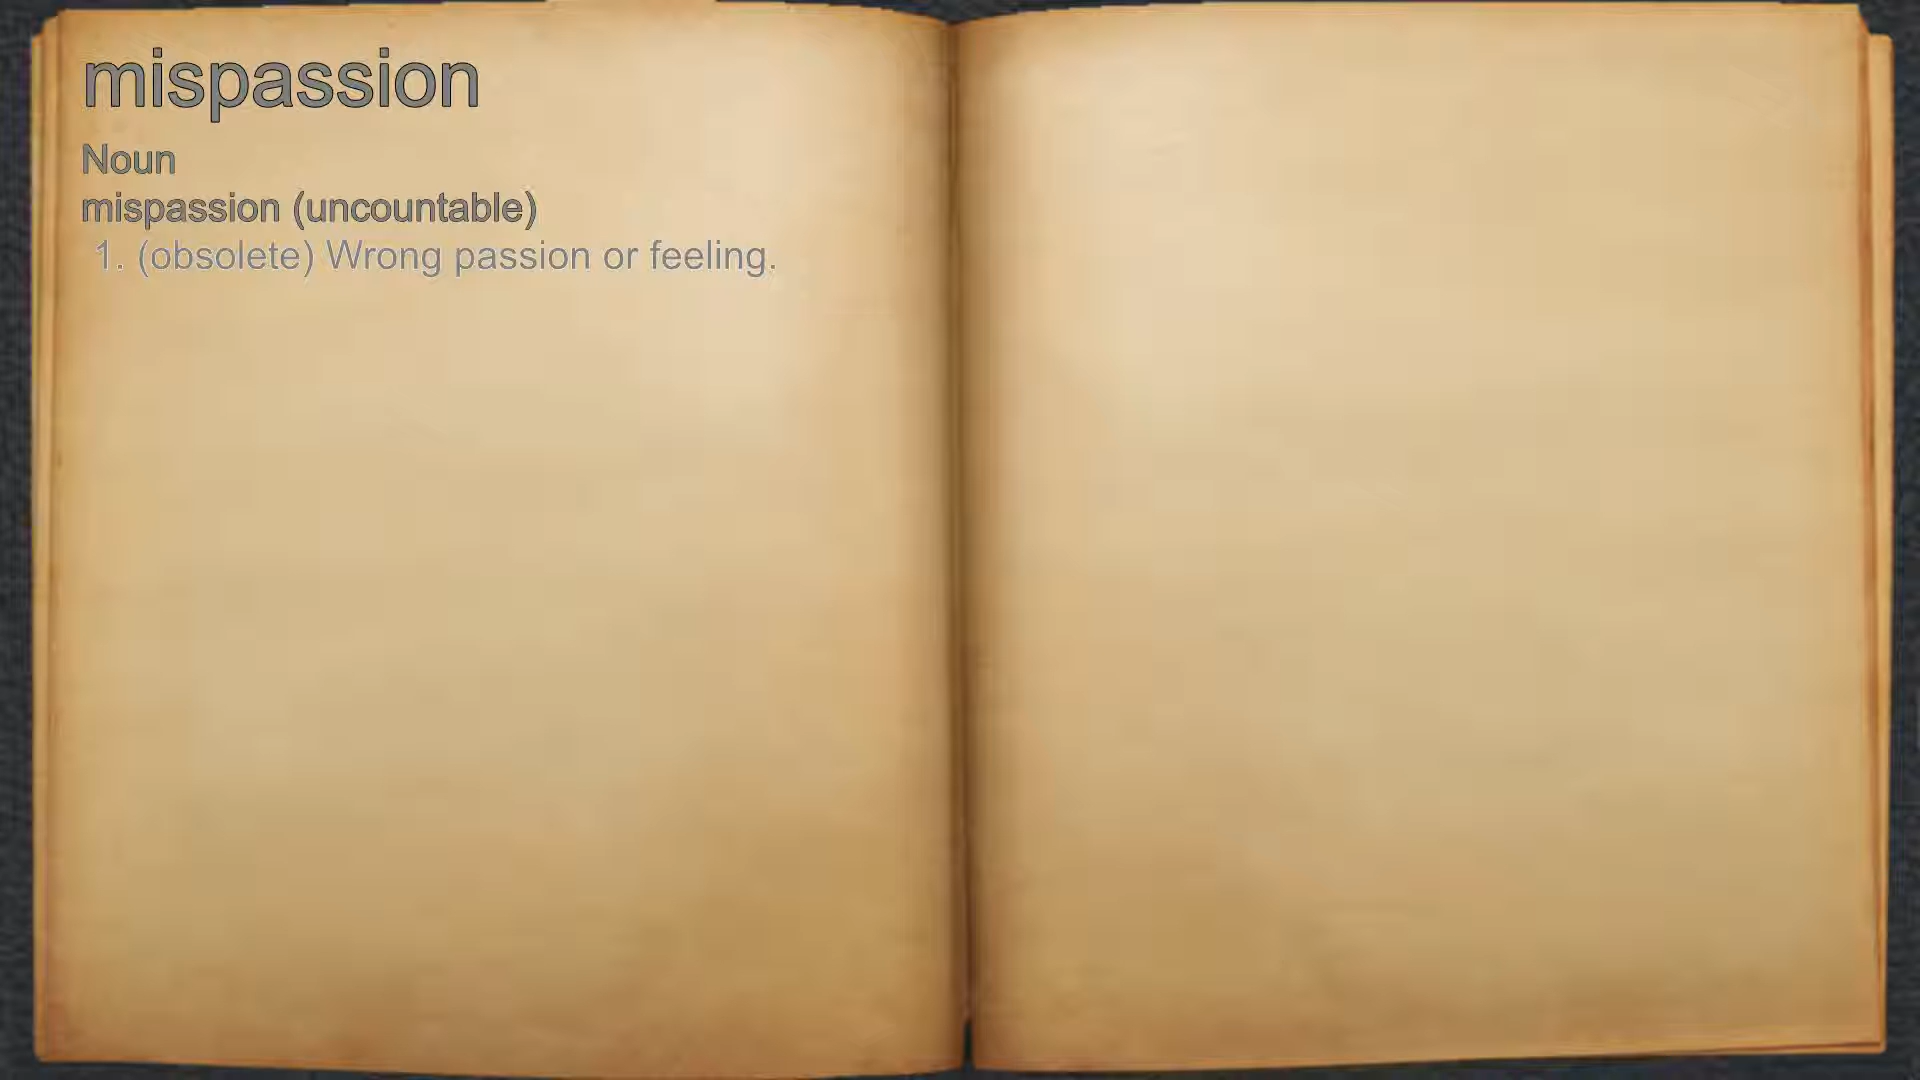 mispassion
Noun
mispassion (uncountable)
1. (obsolete) Wrong passion or feeling.